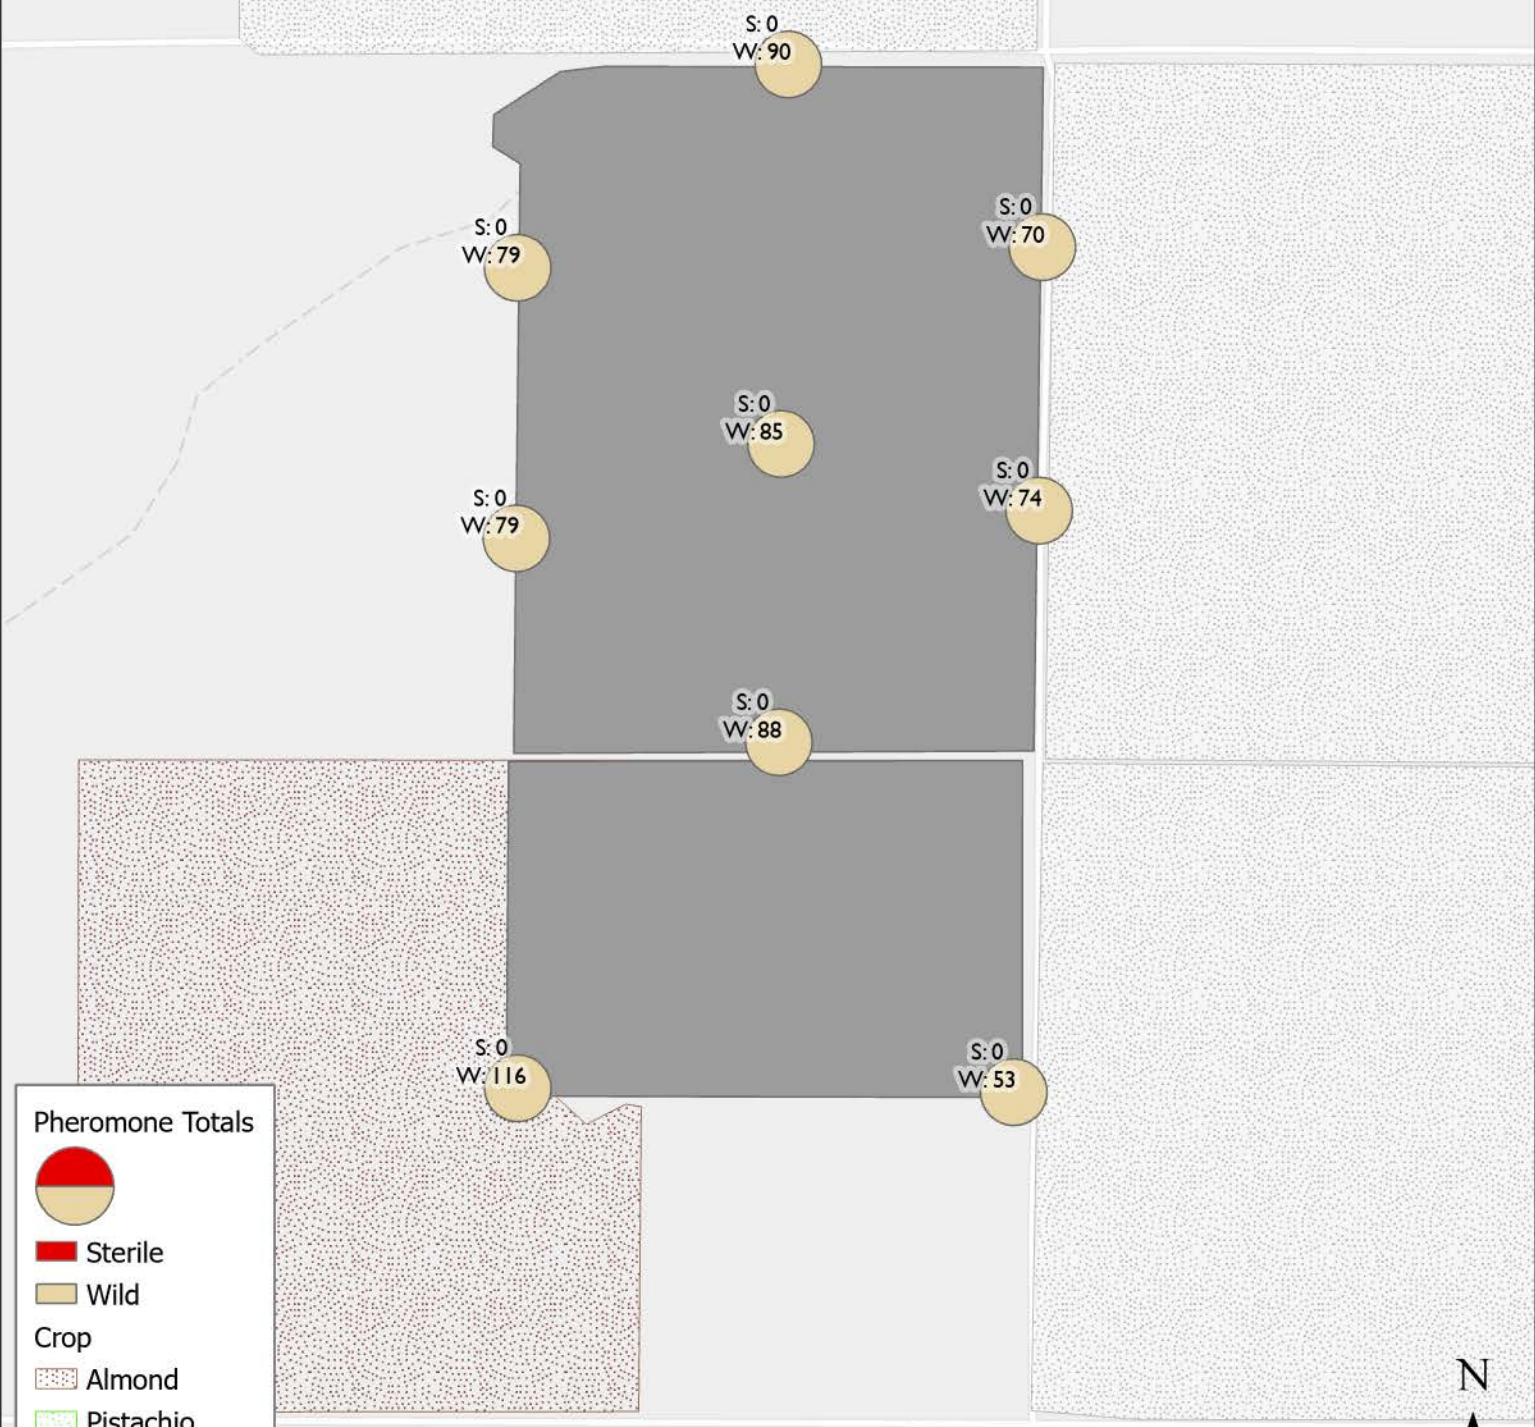 S: 0
W: 90
S: 0
W: 70
S: 0
W: 79
S: 0
W: 85
S: 0
W: 74
S: 0
W: 79
S: 0
W: 88
S: 0
W: 116
S: 0
W: 53
Pheromone Totals
Sterile
Wild
Crop
Almond
Pistachio
N